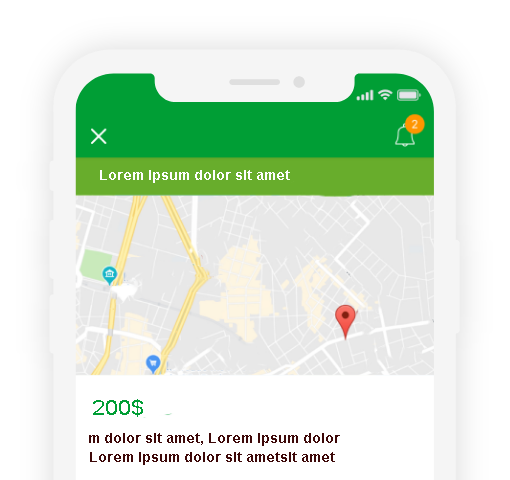 2
Lorem Ipsum dolor sit amet
200$
m dolor sit amet, Lorem Ipsum dolor
Lorem Ipsum dolor sit ametsit amet